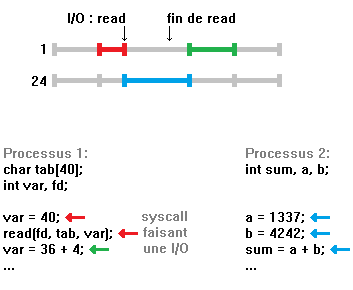 I/O : read fin de read
1
24
Processus 1: Processus 2:
char tab[40]; int sum, a, b;
int var, fd;
var = 40; syscall a = 1337;
read(fd, tab, var); faisant b = 4242;
var = 36 + 4; une I/O sum = a + b;
... ...